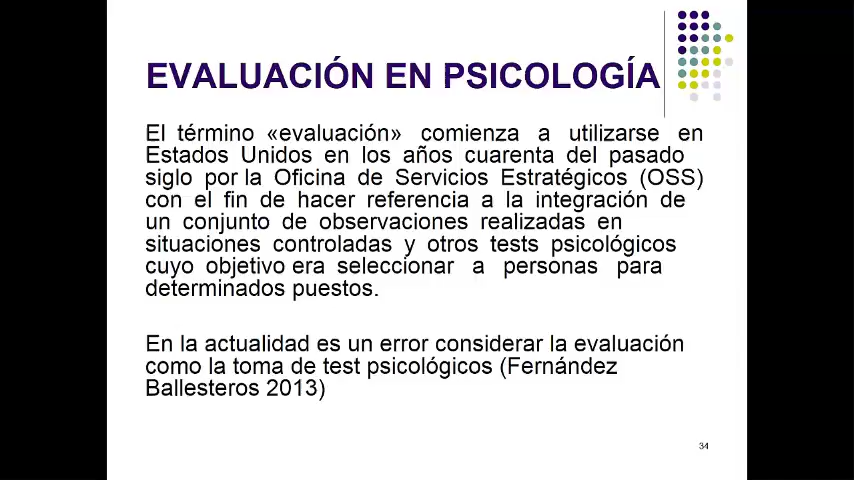 EVALUACIÓN EN PSICOLOGÍA
El término «evaluación» comienza a utilizarse en
Estados Unidos en los años cuarenta del pasado
siglo por la Oficina de Servicios Estratégicos (OSS)
con el fin de hacer referencia a la integración de
un conjunto de observaciones realizadas en
situaciones controladas y otros tests psicológicos
cuyo objetivo era seleccionar a personas para
determinados puestos.
En la actualidad es un error considerar la evaluación
como la toma de test psicológicos (Fernández
Ballesteros 2013)
34